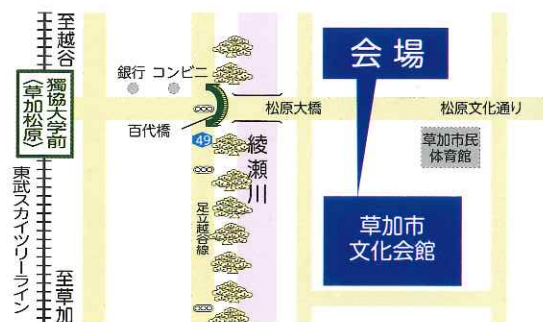 至越谷
獨協大学前
〈草加松原〉
東武スカイツリーライン
至草加
銀行 コンビニ
百代橋
49
足立越谷線
綾瀬川
松原大橋
松原文化通り
会場
草加市民
体育館
草加市
文化会館